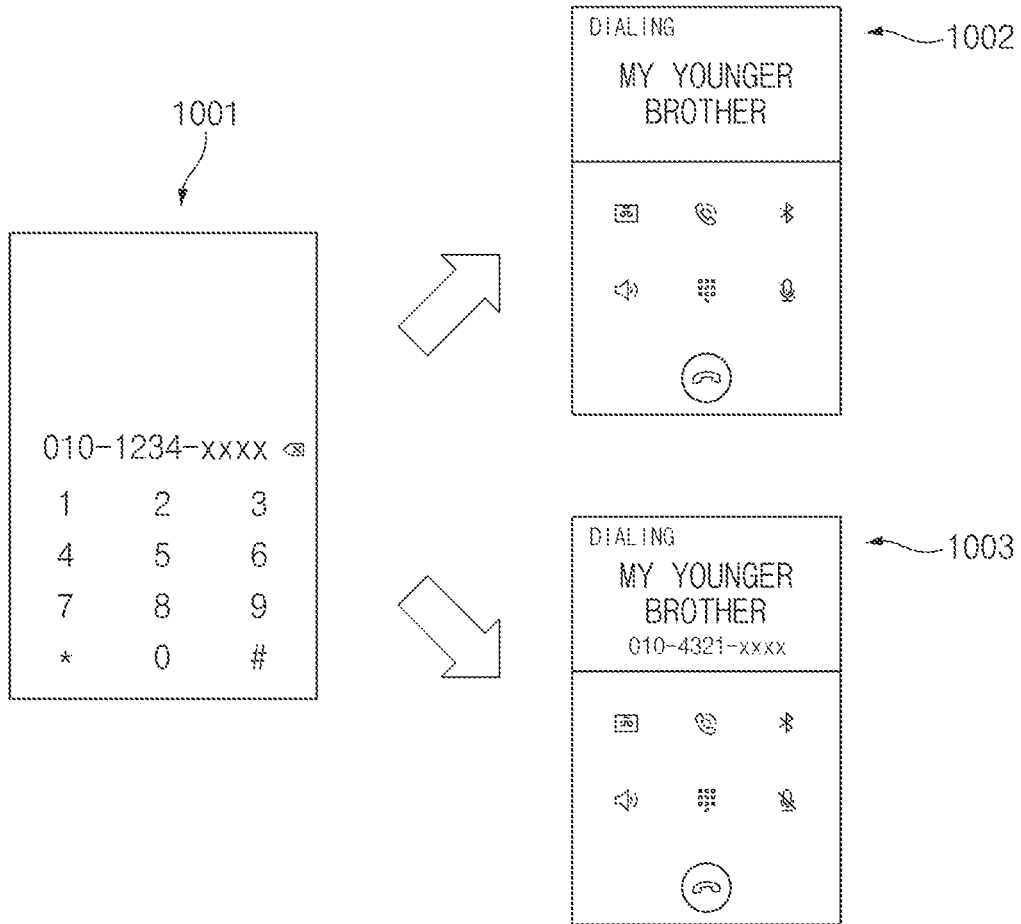 1001
010-1234-xxxx
1 2 3
4 5 6
7 8 9
* 0 #
1002
DIALING
MY YOUNGER
BROTHER
1003
DIALING
MY YOUNGER
BROTHER
010-4321-xxxx